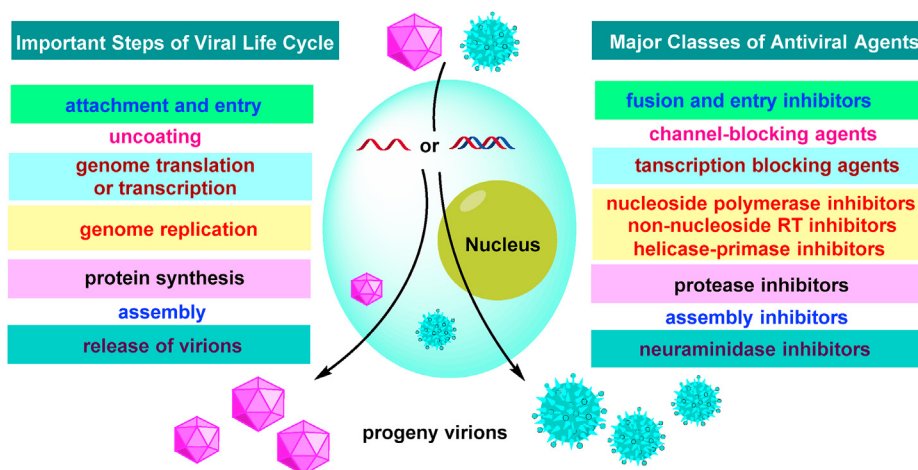 Important Steps of Viral Life Cycle
attachment and entry
uncoating
genome translation
or transcription
genome replication
protein synthesis
assembly
release of virions
or
Nucleus
progeny virions
Major Classes of Antiviral Agents
fusion and entry inhibitors
channel-blocking agents
tanscription blocking agents
nucleoside polymerase inhibitors
non-nucleoside RT inhibitors
helicase-primase inhibitors
protease inhibitors
assembly inhibitors
neuraminidase inhibitors